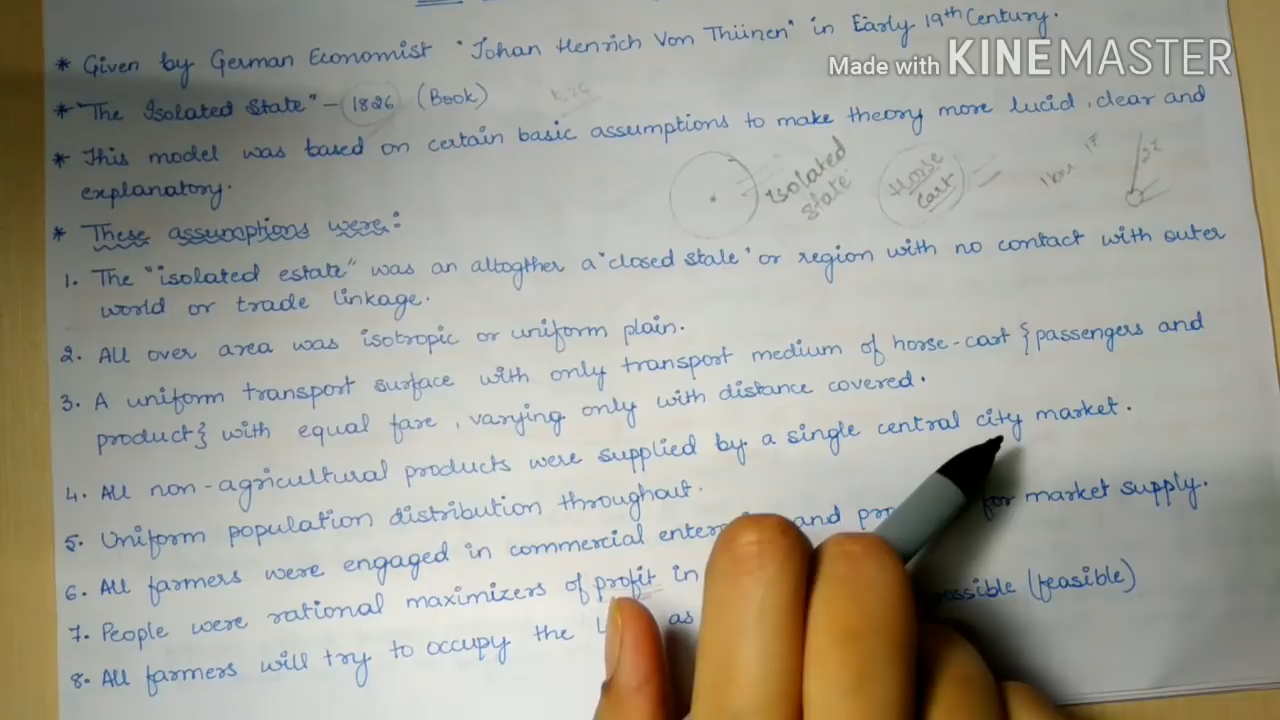 Made with KINEMASTER
* Given by German Economist "Johan Henrich Von Thünen" in Early 19th Century.
* "The Isolated State" - 1826 (Book)
* This model was based on certain basic assumptions to make theory more lucid, clear and
explanatory.
isolated
state
Horse
cart
1km
* These assumptions were:
1. The "isolated estate" was an altogther a 'closed state' or region with no contact with outer
world or trade linkage.
2. All over area was isotropic or uniform plain.
3. A uniform transport surface with only transport medium of horse-cart {passengers and
product} with equal fare, varying only with distance covered.
4. All non-agricultural products were supplied by a single central city market.
5. Uniform population distribution throughout.
6. All farmers were engaged in commercial and for market supply.
7. People were rational maximizers of profit in
8. All farmers will try to occupy the as (feasible)